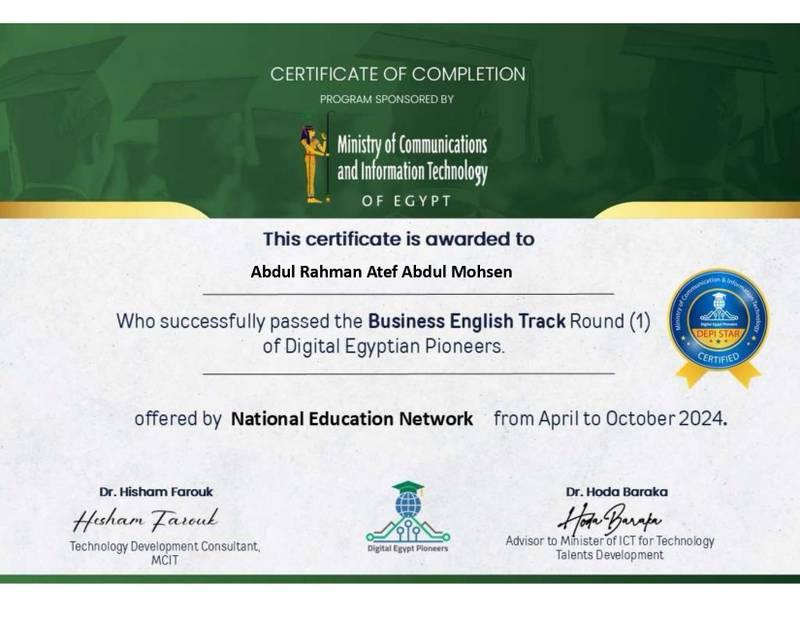 CERTIFICATE OF COMPLETION
PROGRAM SPONSORED BY
Ministry of Communications
and Information Technology
OF EGYPT
This certificate is awarded to
Abdul Rahman Atef Abdul Mohsen
Who successfully passed the Business English Track Round (1)
of Digital Egyptian Pioneers.
Ministry of Communication & Information Technology
Digital Egypt Pioneers
DEPI STAR
CERTIFIED
offered by National Education Network from April to October 2024.
Dr. Hisham Farouk
Hisham Farouk
Technology Development Consultant,
MCIT
Digital Egypt Pioneers
Dr. Hoda Baraka
Hoda Baraka
Advisor to Minister of ICT for Technology
Talents Development